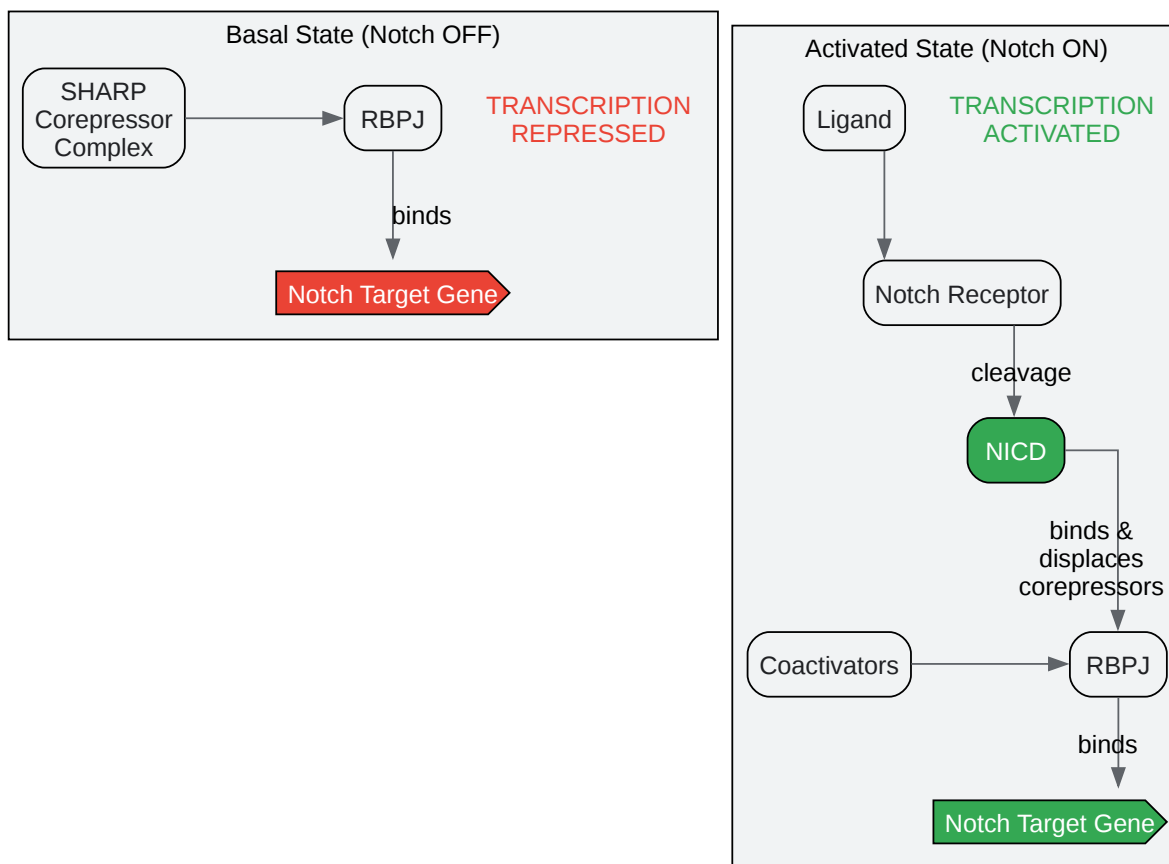 Basal State (Notch OFF)
SHARP
Corepressor
Complex
RBPJ
TRANSCRIPTION
REPRESSED
binds
Notch Target Gene
Activated State (Notch ON)
Ligand
TRANSCRIPTION
ACTIVATED
Notch Receptor
cleavage
NICD
binds &
displaces
corepressors
Coactivators
RBPJ
binds
Notch Target Gene